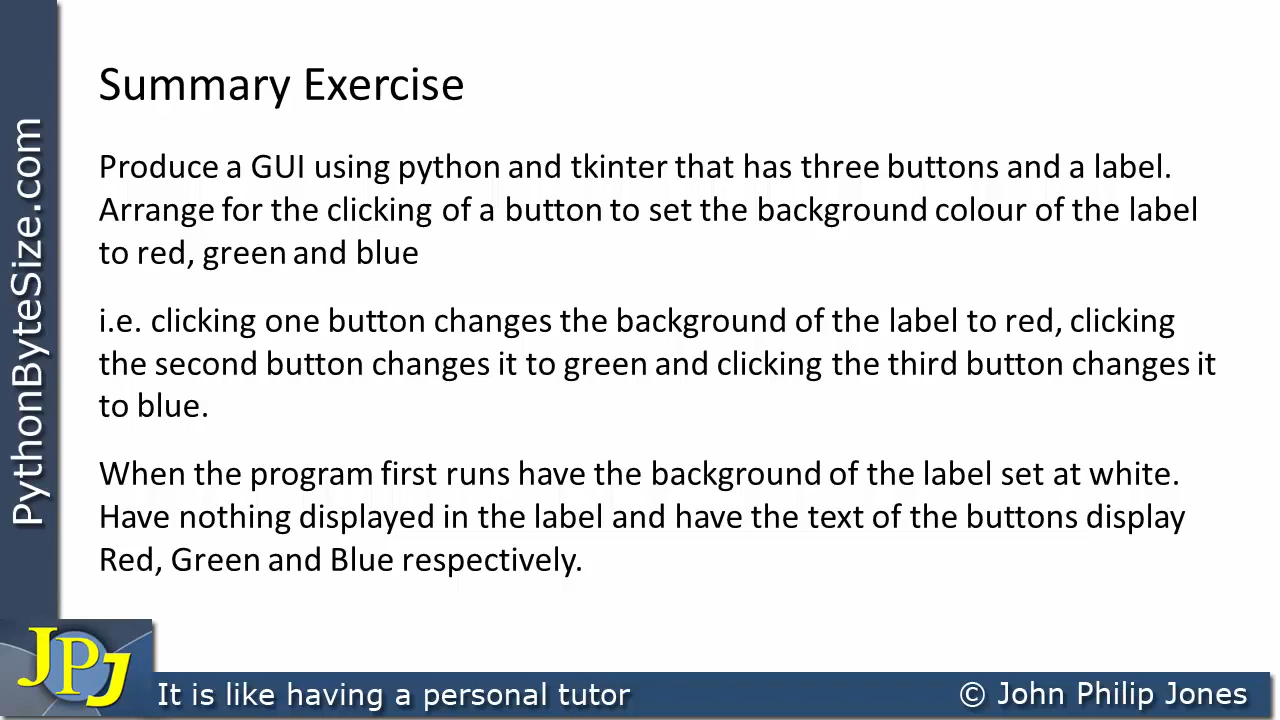 Summary Exercise
Produce a GUI using python and tkinter that has three buttons and a label.
Arrange for the clicking of a button to set the background colour of the label
to red, green and blue
i.e. clicking one button changes the background of the label to red, clicking
the second button changes it to green and clicking the third button changes it
to blue.
When the program first runs have the background of the label set at white.
Have nothing displayed in the label and have the text of the buttons display
Red, Green and Blue respectively.
PythonByteSize.com
JPJ
It is like having a personal tutor
© John Philip Jones